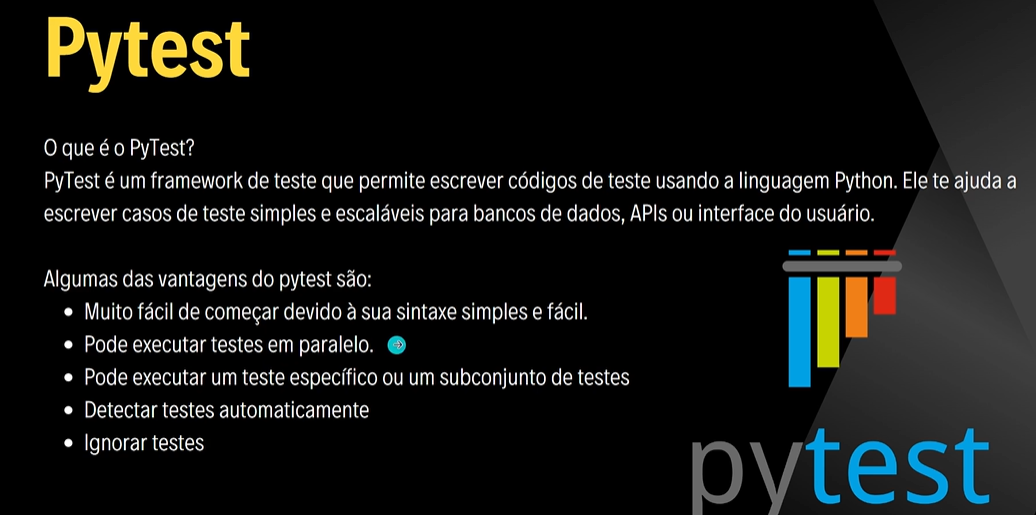 Pytest
O que é o PyTest?
PyTest é um framework de teste que permite escrever códigos de teste usando a linguagem Python. Ele te ajuda a
escrever casos de teste simples e escaláveis para bancos de dados, APIs ou interface do usuário.
Algumas das vantagens do pytest são:
• Muito fácil de começar devido à sua sintaxe simples e fácil.
• Pode executar testes em paralelo.
• Pode executar um teste específico ou um subconjunto de testes
• Detectar testes automaticamente
• Ignorar testes
pytest